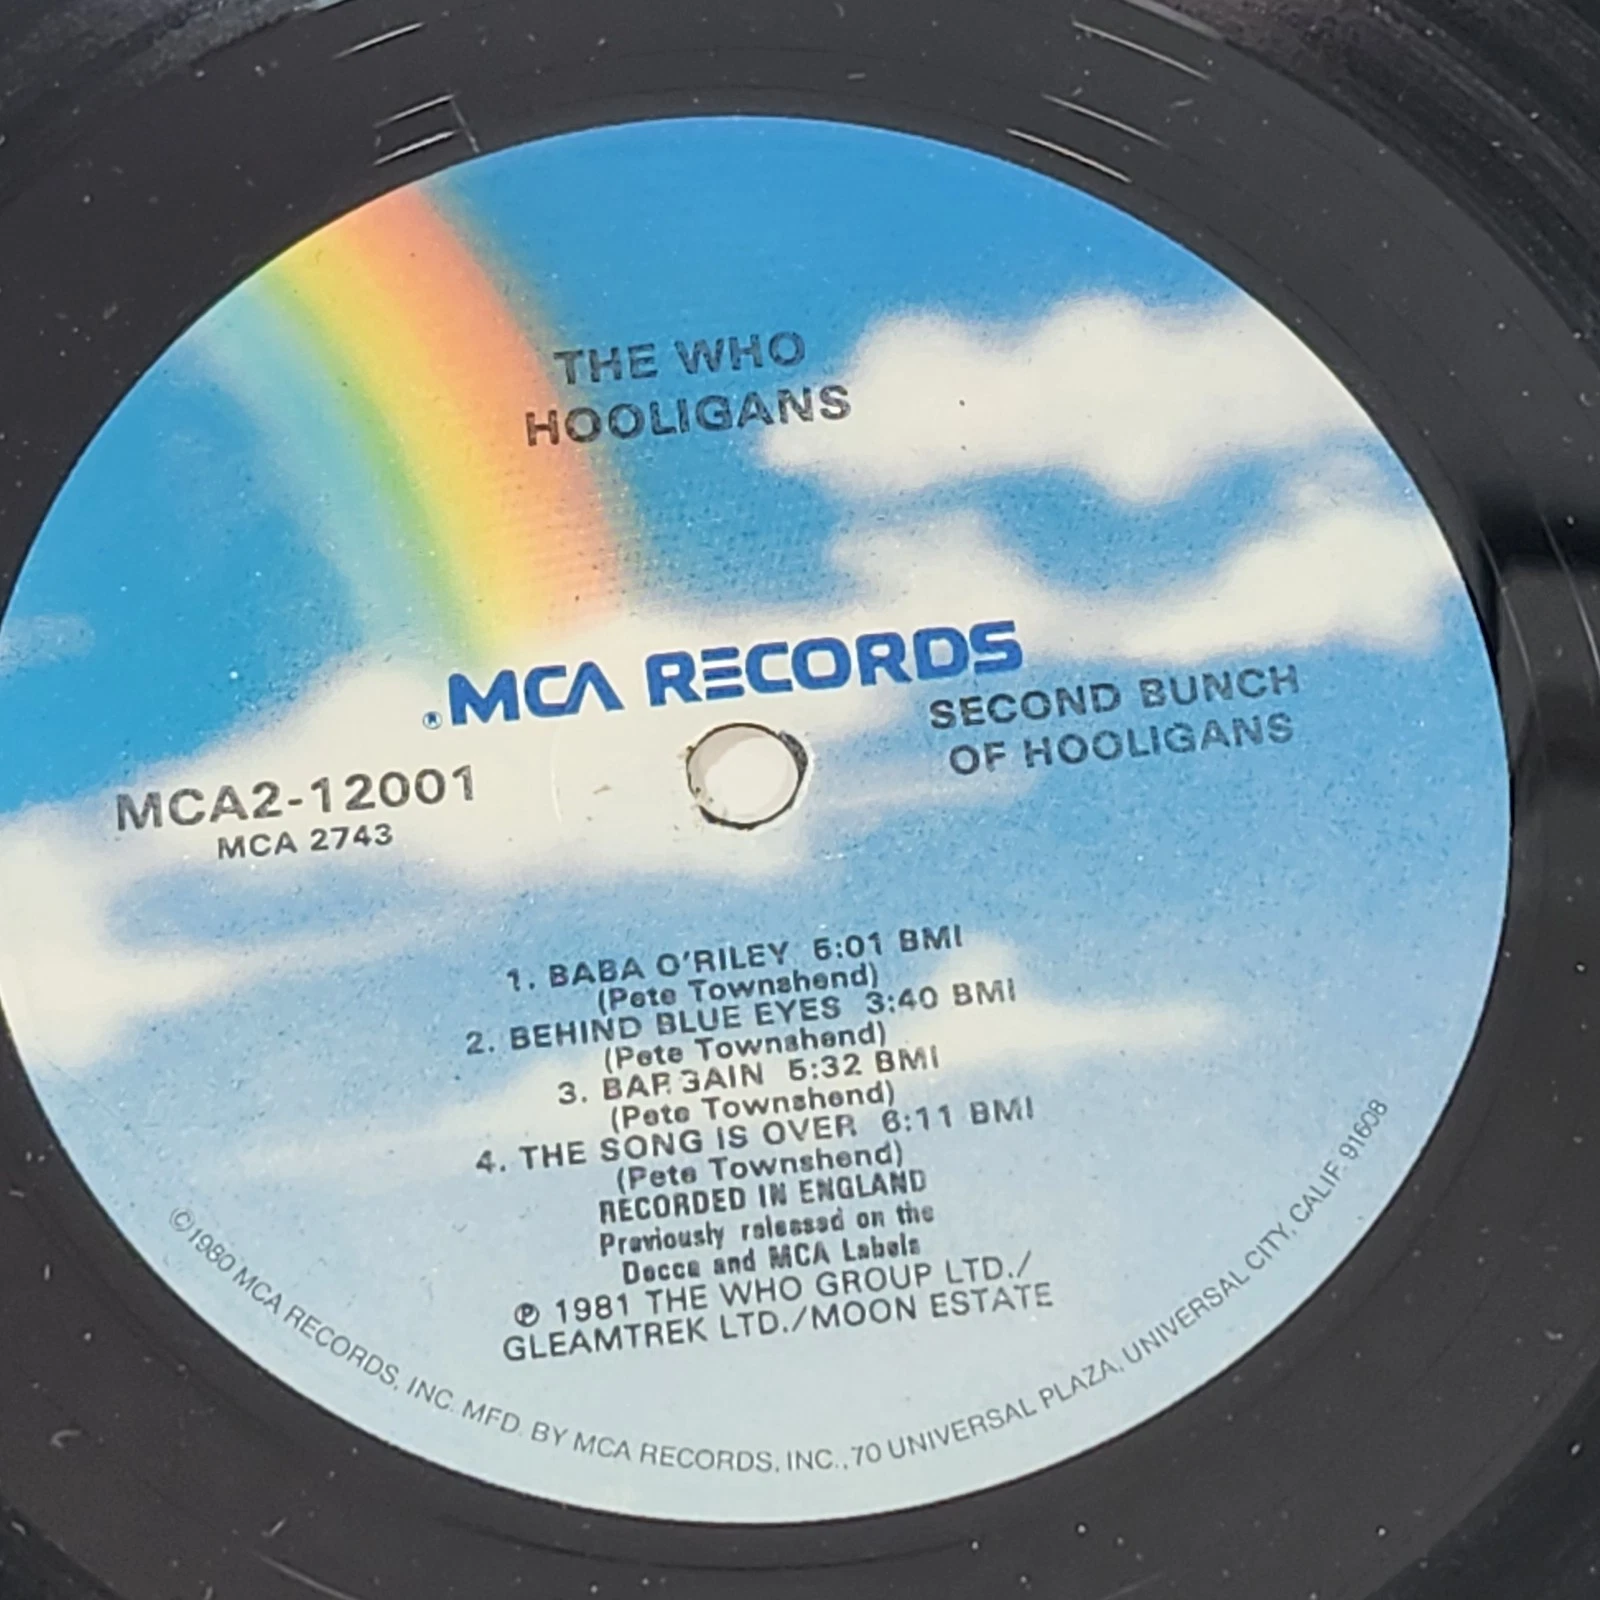 THE WHO
HOOLIGANS
® MCA RECORDS
SECOND BUNCH
OF HOOLIGANS
MCA2-12001
MCA 2743
1. BABA O'RILEY 5:01 BMI
(Pete Townshend)
2. BEHIND BLUE EYES 3:40 BMI
(Pete Townshend)
3. BARGAIN 5:32 BMI
(Pete Townshend)
4. THE SONG IS OVER 6:11 BMI
(Pete Townshend)
RECORDED IN ENGLAND
Previously released on the
Decca and MCA Labels
℗ 1981 THE WHO GROUP LTD./
GLEAMTREK LTD./MOON ESTATE
©1980 MCA RECORDS, INC. MFD. BY MCA RECORDS, INC., 70 UNIVERSAL PLAZA, UNIVERSAL CITY, CALIF. 91608